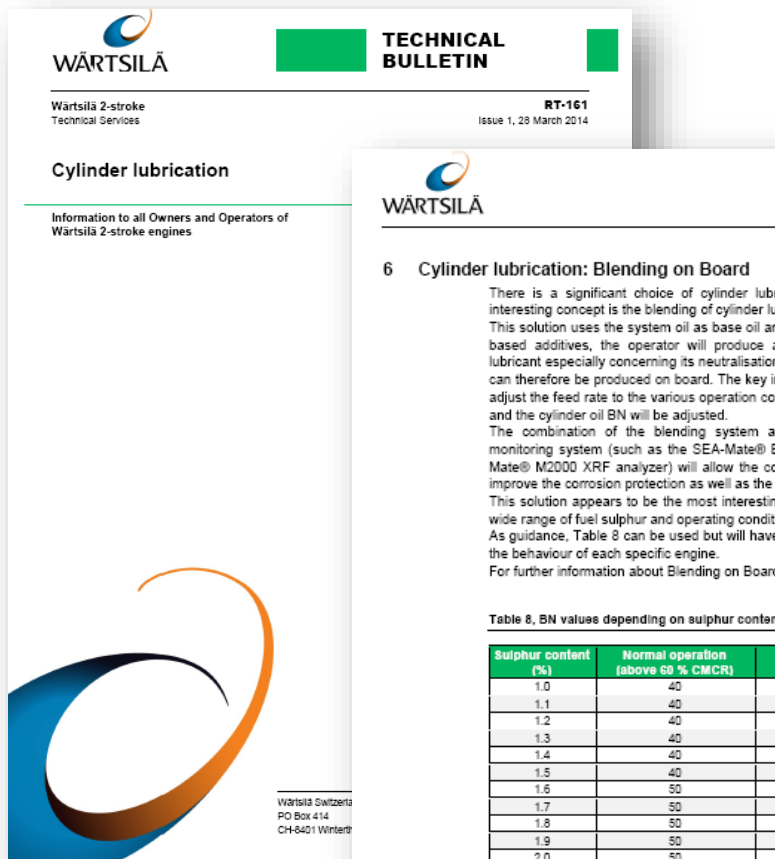 WÄRTSILÄ
TECHNICAL
BULLETIN
Wärtsilä 2-stroke
Technical Services
RT-161
Issue 1, 28 March 2014
Cylinder lubrication
Information to all Owners and Operators of
Wärtsilä 2-stroke engines
Wärtsilä
PO Box 414
CH-8401
WÄRTSILÄ
6 Cylinder lubrication: Blending on Board
There is a significant choice of cylinder
interesting concept is the blending of cylinder
This solution uses the system oil as base oil
based additives, the operator will produce
lubricant especially concerning its
can therefore be produced on board. The key
adjust the feed rate to the various operation
and the cylinder oil BN will be adjusted.
The combination of the blending system
monitoring system (such as the SEA-Mate®
Mate® M2000 XRF analyzer) will allow the
improve the corrosion protection as well as the
This solution appears to be the most
wide range of fuel sulphur and operating
As guidance, Table 8 can be used but will have
the behaviour of each specific engine.
For further information about Blending on
Table 8, BN values depending on sulphur
Sulphur content Normal operation
(%) (above 60 % CMCR)
1.0 40
1.1 40
1.2 40
1.3 40
1.4 40
1.5 40
1.6 50
1.7 50
1.8 50
1.9 50
2.0 50